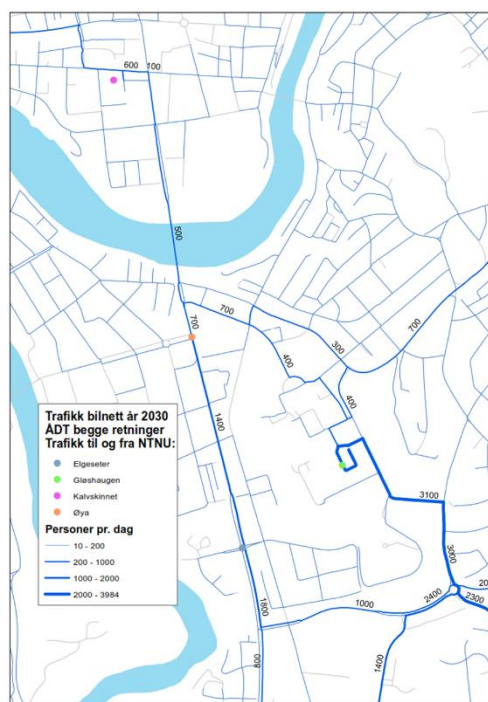 600 100
500
700
700
700
300
400
400
1400
Trafikk bilnett år 2030
ÅDT begge retninger
Trafikk til og fra NTNU:
Elgeseter
Gløshaugen
Kalvskinnet
Øya
Personer pr. dag
10 - 200
200 - 1000
1000 - 2000
2000 - 3984
3100
3000
2400
20
2300
1800
1000
800
1400